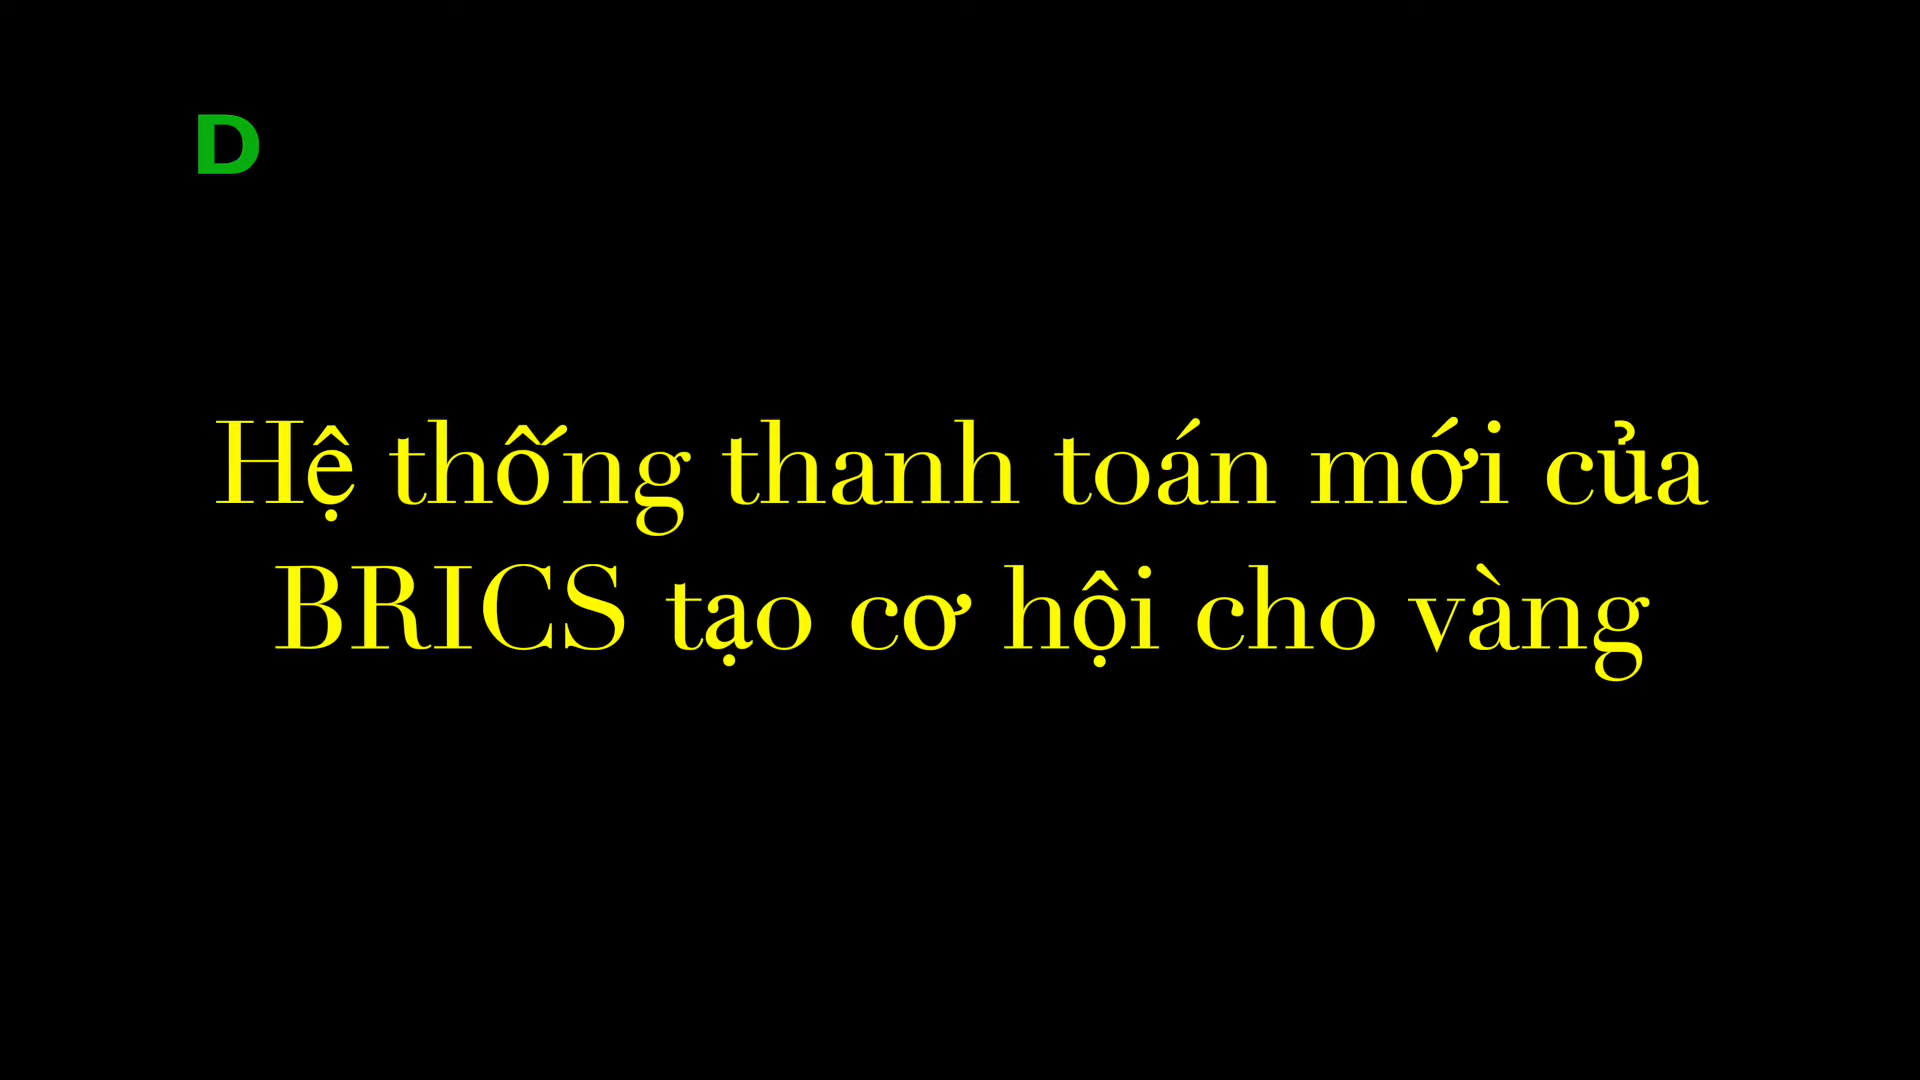 D
Hệ thống thanh toán mới của
BRICS tạo cơ hội cho vàng